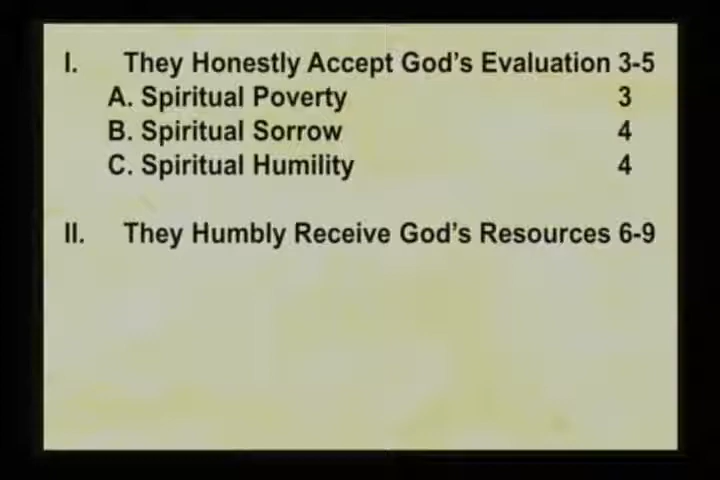 I. They Honestly Accept God's Evaluation 3-5
A. Spiritual Poverty 3
B. Spiritual Sorrow 4
C. Spiritual Humility 4
II. They Humbly Receive God's Resources 6-9